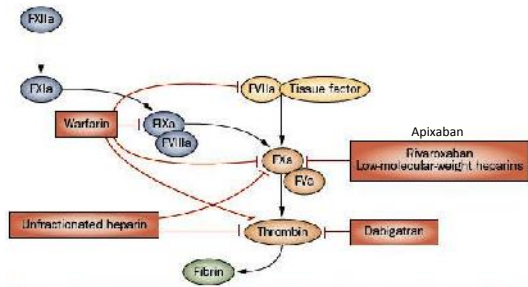 FXIIa
FXIa
FVIIa Tissue factor
Warfarin
FIXa
FVIIIa
Apixaban
Rivaroxaban
Low-molecular-weight heparins
FXa
FVa
Unfractionated heparin
Thrombin
Dabigatran
Fibrin